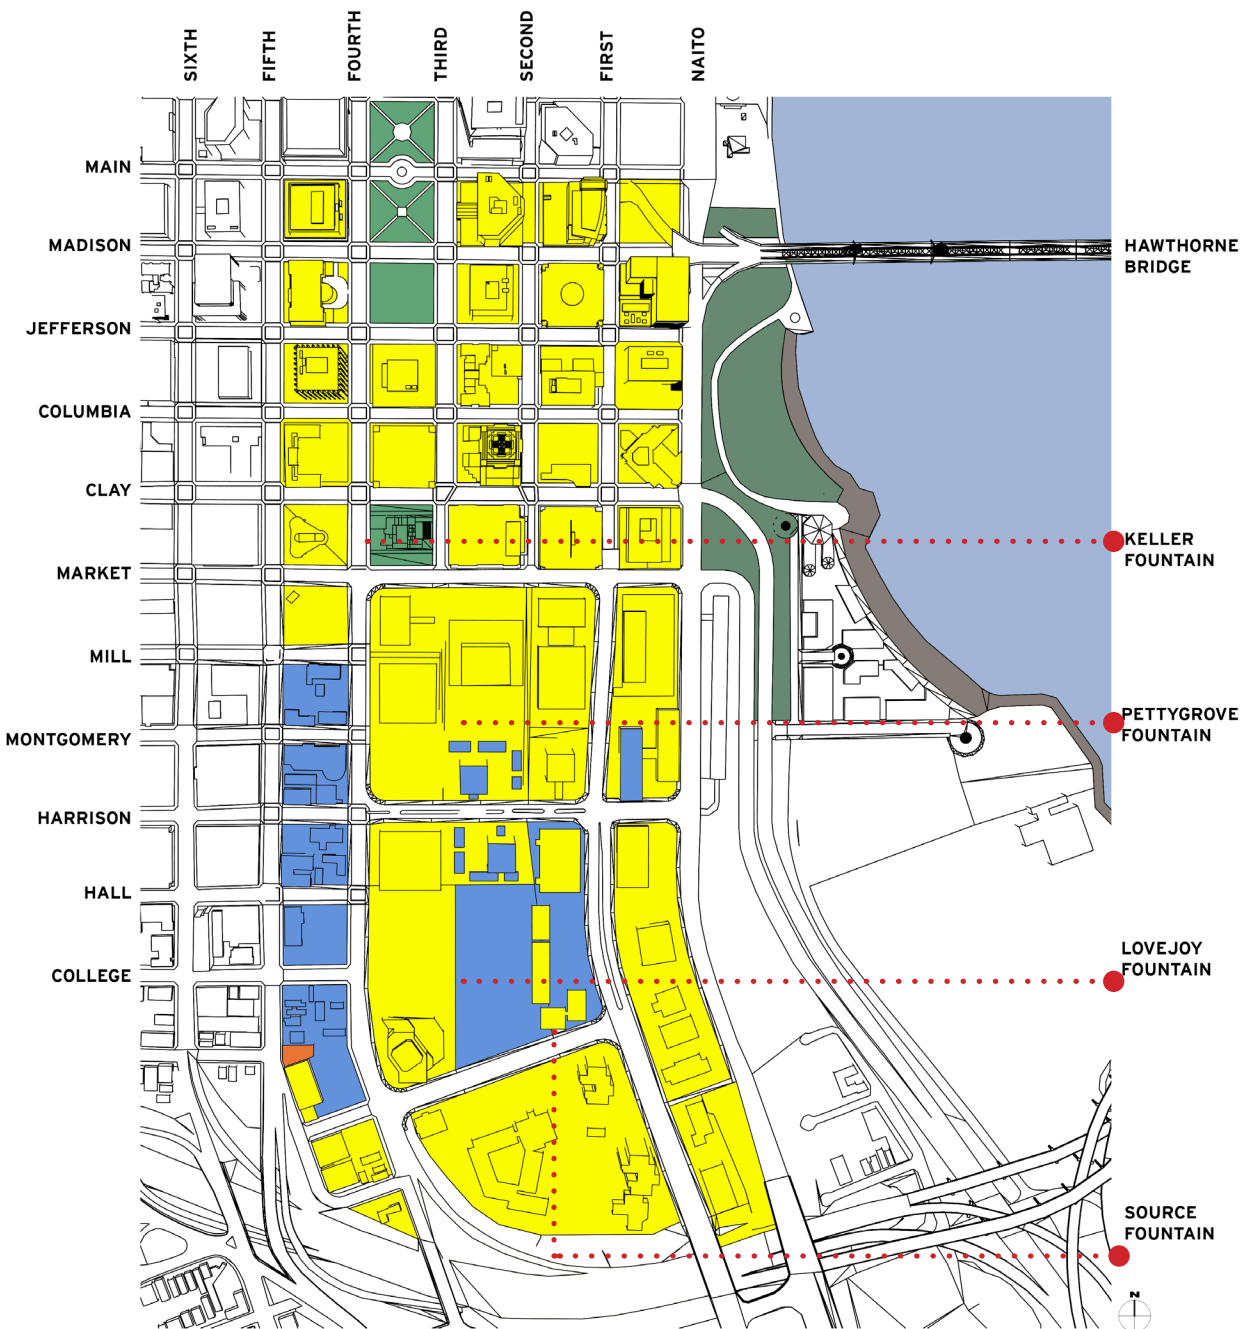 SIXTH
FIFTH
FOURTH
THIRD
SECOND
FIRST
NAITO
MAIN
MADISON
JEFFERSON
COLUMBIA
CLAY
MARKET
MILL
MONTGOMERY
HARRISON
HALL
COLLEGE
HAWTHORNE
BRIDGE
KELLER
FOUNTAIN
PETTYGROVE
FOUNTAIN
LOVEJOY
FOUNTAIN
SOURCE
FOUNTAIN
N